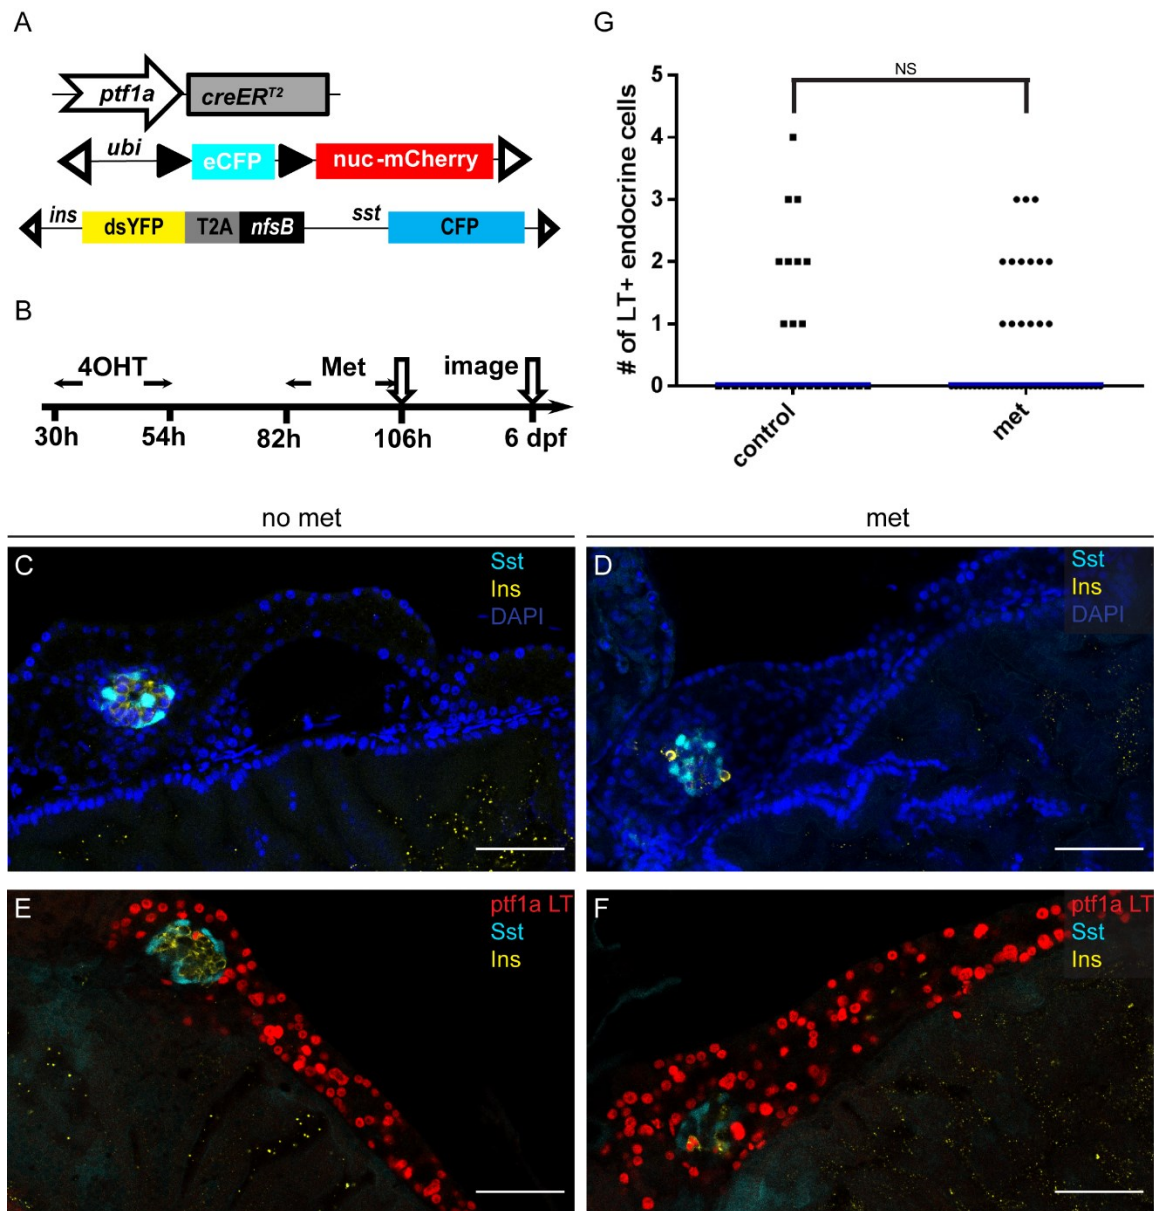 A
ptf1a creERT2
ubi eCFP nuc-mCherry
ins dsYFP T2A nfsB sst CFP
B
4OHT Met image
30h 54h 82h 106h 6 dpf
G
NS
# of LT+ endocrine cells
5
4
3
2
1
0
control met
no met
met
C
Sst
Ins
DAPI
D
Sst
Ins
DAPI
E
ptf1a LT
Sst
Ins
F
ptf1a LT
Sst
Ins